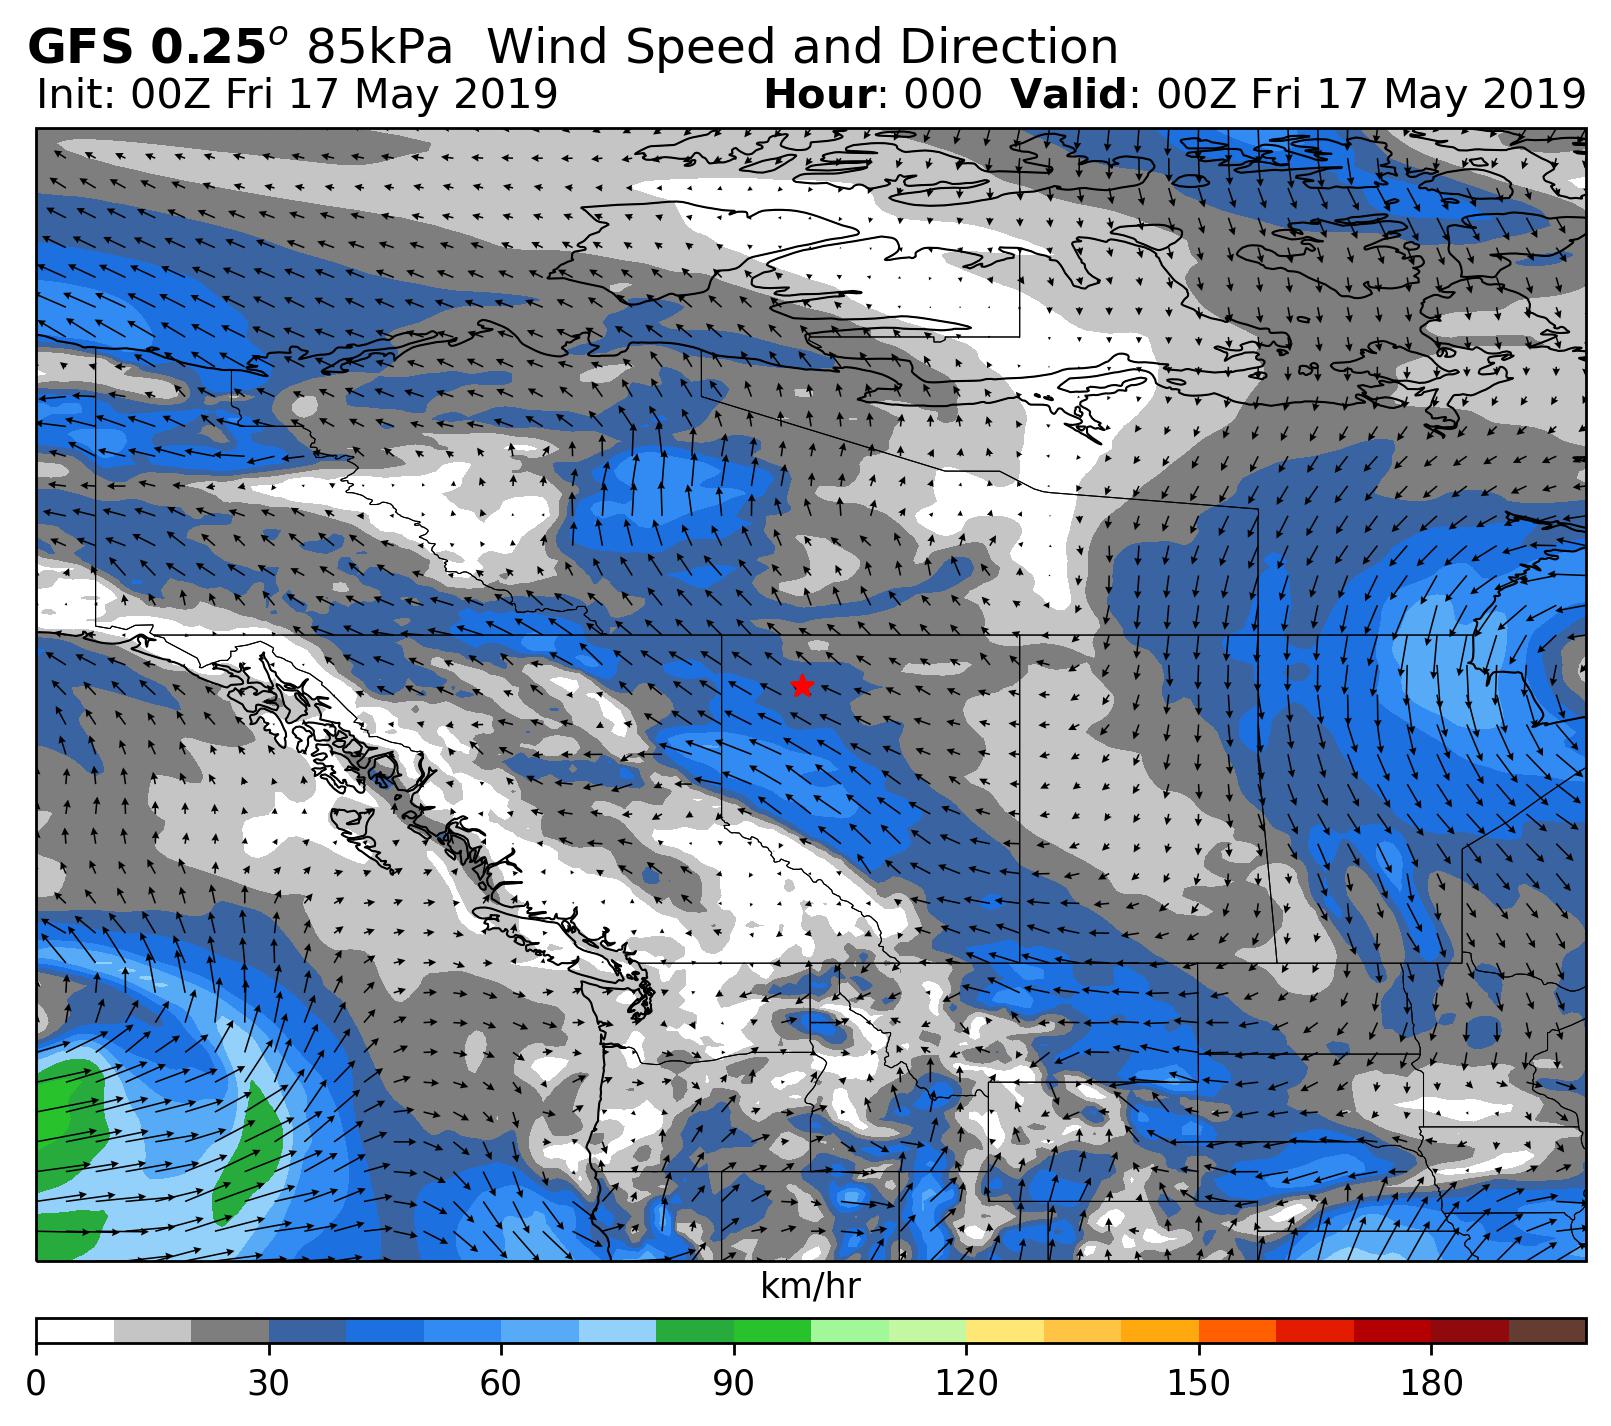 GFS 0.25° 85kPa Wind Speed and Direction
Init: 00Z Fri 17 May 2019 Hour: 000 Valid: 00Z Fri 17 May 2019
km/hr
0 30 60 90 120 150 180